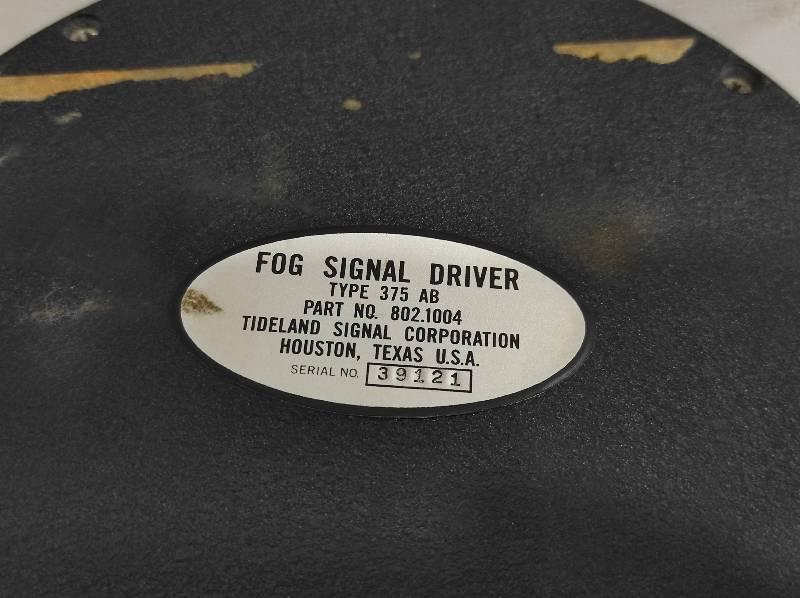 FOG SIGNAL DRIVER
TYPE 375 AB
PART NO. 802.1004
TIDELAND SIGNAL CORPORATION
HOUSTON, TEXAS U.S.A.
SERIAL NO. 39121